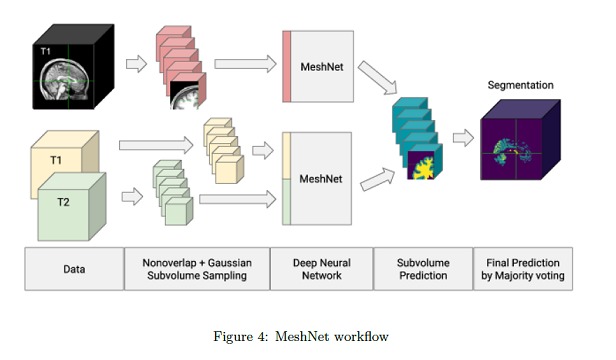 T1
MeshNet
Segmentation
T1
T2
MeshNet
Data
Nonoverlap + Gaussian
Subvolume Sampling
Deep Neural
Network
Subvolume
Prediction
Final Prediction
by Majority voting
Figure 4: MeshNet workflow